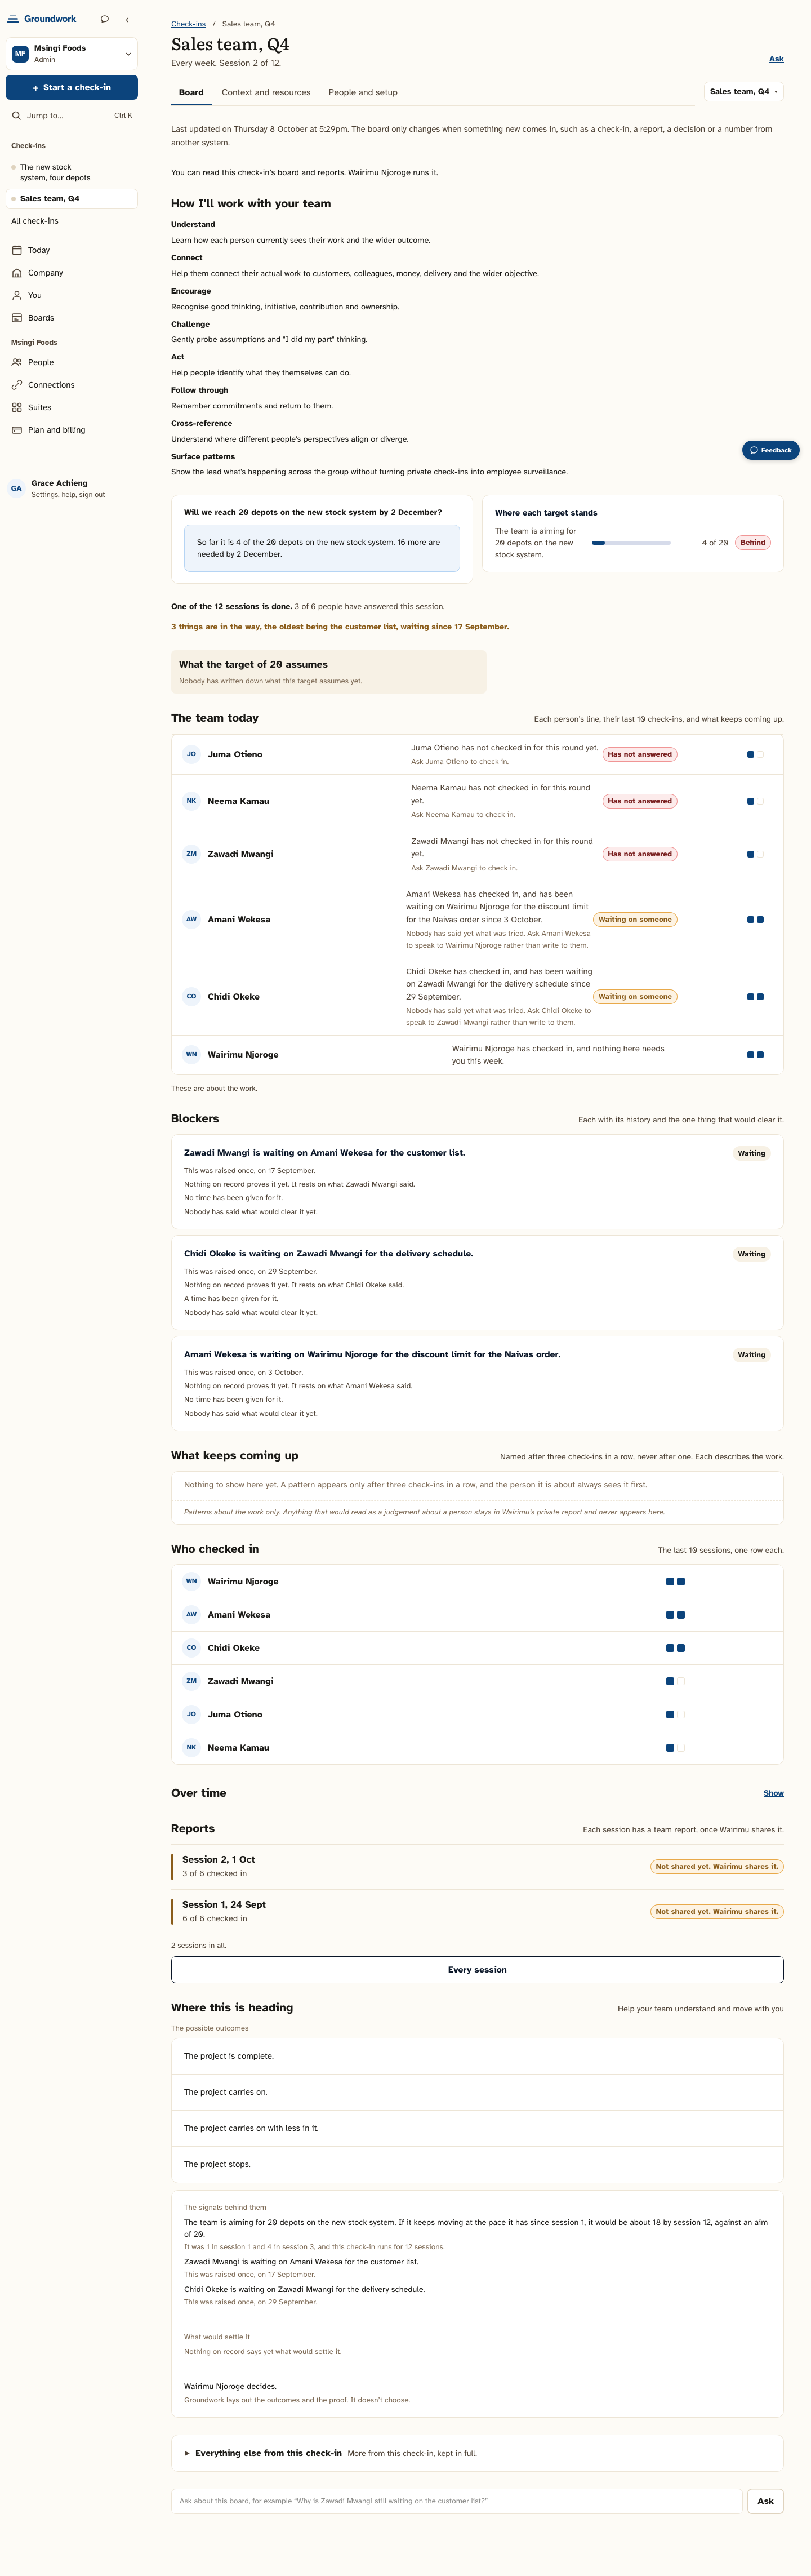 Groundwork
MF
Msingi Foods
Admin
+ Start a check-in
Jump to...
Ctrl K
Check-ins
The new stock
system, four depots
Sales team, Q4
All check-ins
Today
Company
You
Boards
Msingi Foods
People
Connections
Suites
Plan and billing
GA
Grace Achieng
Settings, help, sign out
Check-ins / Sales team, Q4
Sales team, Q4
Every week. Session 2 of 12.
Ask
Board
Context and resources
People and setup
Sales team, Q4
Last updated on Thursday 8 October at 5:29pm. The board only changes when something new comes in, such as a check-in, a report, a decision or a number from
another system.
You can read this check-in's board and reports. Wairimu Njoroge runs it.
How I'll work with your team
Understand
Learn how each person currently sees their work and the wider outcome.
Connect
Help them connect their actual work to customers, colleagues, money, delivery and the wider objective.
Encourage
Recognise good thinking, initiative, contribution and ownership.
Challenge
Gently probe assumptions and "I did my part" thinking.
Act
Help people identify what they themselves can do.
Follow through
Remember commitments and return to them.
Cross-reference
Understand where different people's perspectives align or diverge.
Surface patterns
Show the lead what's happening across the group without turning private check-ins into employee surveillance.
Feedback
Will we reach 20 depots on the new stock system by 2 December?
So far it is 4 of the 20 depots on the new stock system. 16 more are
needed by 2 December.
Where each target stands
The team is aiming for
20 depots on the new
stock system.
4 of 20
Behind
One of the 12 sessions is done. 3 of 6 people have answered this session.
3 things are in the way, the oldest being the customer list, waiting since 17 September.
What the target of 20 assumes
Nobody has written down what this target assumes yet.
The team today
Each person's line, their last 10 check-ins, and what keeps coming up.
JO
Juma Otieno
Juma Otieno has not checked in for this round yet.
Ask Juma Otieno to check in.
Has not answered
NK
Neema Kamau
Neema Kamau has not checked in for this round
yet.
Ask Neema Kamau to check in.
Has not answered
ZM
Zawadi Mwangi
Zawadi Mwangi has not checked in for this round
yet.
Ask Zawadi Mwangi to check in.
Has not answered
AW
Amani Wekesa
Amani Wekesa has checked in, and has been
waiting on Wairimu Njoroge for the discount limit
for the Naivas order since 3 October.
Nobody has said yet what was tried. Ask Amani Wekesa
to speak to Wairimu Njoroge rather than write to them.
Waiting on someone
CO
Chidi Okeke
Chidi Okeke has checked in, and has been waiting
on Zawadi Mwangi for the delivery schedule since
29 September.
Nobody has said yet what was tried. Ask Chidi Okeke to
speak to Zawadi Mwangi rather than write to them.
Waiting on someone
WN
Wairimu Njoroge
Wairimu Njoroge has checked in, and nothing here needs
you this week.
These are about the work.
Blockers
Each with its history and the one thing that would clear it.
Zawadi Mwangi is waiting on Amani Wekesa for the customer list.
Waiting
This was raised once, on 17 September.
Nothing on record proves it yet. It rests on what Zawadi Mwangi said.
No time has been given for it.
Nobody has said what would clear it yet.
Chidi Okeke is waiting on Zawadi Mwangi for the delivery schedule.
Waiting
This was raised once, on 29 September.
Nothing on record proves it yet. It rests on what Chidi Okeke said.
A time has been given for it.
Nobody has said what would clear it yet.
Amani Wekesa is waiting on Wairimu Njoroge for the discount limit for the Naivas order.
Waiting
This was raised once, on 3 October.
Nothing on record proves it yet. It rests on what Amani Wekesa said.
No time has been given for it.
Nobody has said what would clear it yet.
What keeps coming up
Named after three check-ins in a row, never after one. Each describes the work.
Nothing to show here yet. A pattern appears only after three check-ins in a row, and the person it is about always sees it first.
Patterns about the work only. Anything that would read as a judgement about a person stays in Wairimu's private report and never appears here.
Who checked in
The last 10 sessions, one row each.
WN
Wairimu Njoroge
AW
Amani Wekesa
CO
Chidi Okeke
ZM
Zawadi Mwangi
JO
Juma Otieno
NK
Neema Kamau
Over time
Show
Reports
Each session has a team report, once Wairimu shares it.
Session 2, 1 Oct
3 of 6 checked in
Not shared yet. Wairimu shares it.
Session 1, 24 Sept
6 of 6 checked in
Not shared yet. Wairimu shares it.
2 sessions in all.
Every session
Where this is heading
Help your team understand and move with you
The possible outcomes
The project is complete.
The project carries on.
The project carries on with less in it.
The project stops.
The signals behind them
The team is aiming for 20 depots on the new stock system. If it keeps moving at the pace it has since session 1, it would be about 18 by session 12, against an aim
of 20.
It was 1 in session 1 and 4 in session 3, and this check-in runs for 12 sessions.
Zawadi Mwangi is waiting on Amani Wekesa for the customer list.
This was raised once, on 17 September.
Chidi Okeke is waiting on Zawadi Mwangi for the delivery schedule.
This was raised once, on 29 September.
What would settle it
Nothing on record says yet what would settle it.
Wairimu Njoroge decides.
Groundwork lays out the outcomes and the proof. It doesn't choose.
Everything else from this check-in More from this check-in, kept in full.
Ask about this board, for example "Why is Zawadi Mwangi still waiting on the customer list?"
Ask